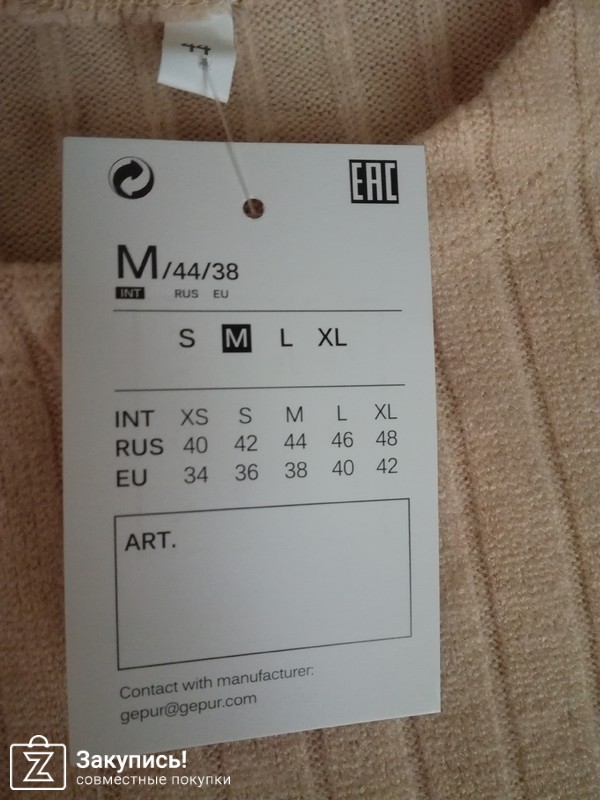 44
EAC
M/44/38
INT RUS EU
S M L XL
INT XS S M L XL
RUS 40 42 44 46 48
EU 34 36 38 40 42
ART.
Contact with manufacturer:
gepur@gepur.com
Закупись!
совместные покупки